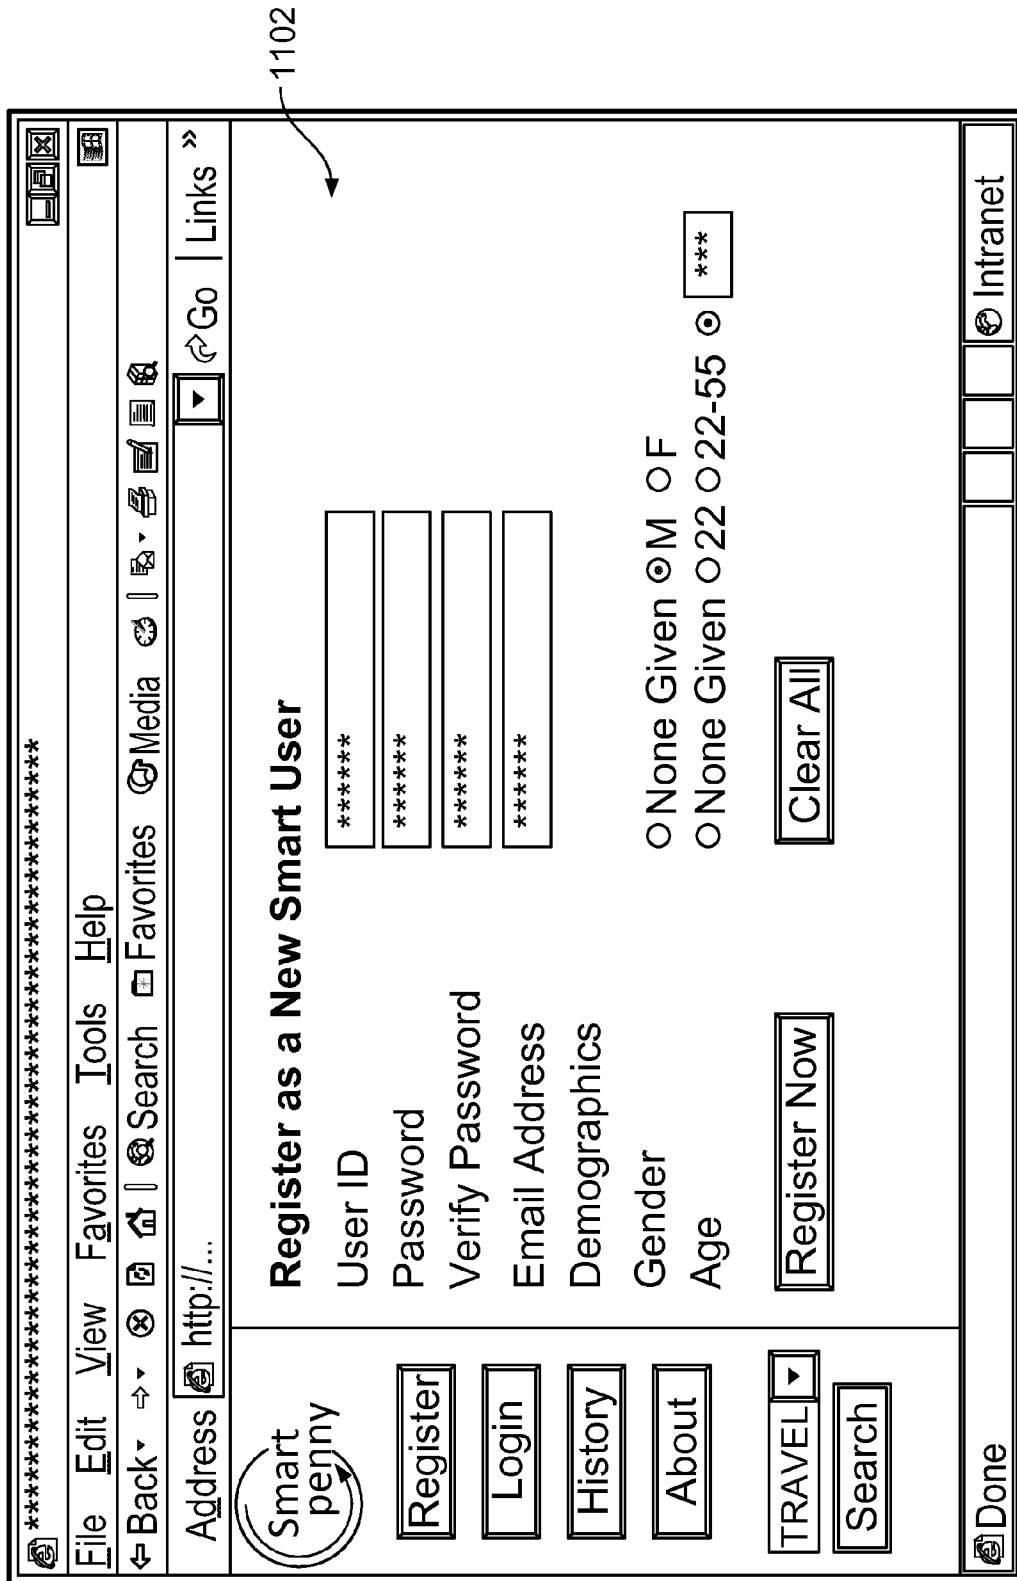 1102
*****************************************
File Edit View Favorites Tools Help
Back Search Favorites Media
Address http://... Go Links »
Smart
penny
Register
Login
History
About
TRAVEL
Search
Register as a New Smart User
User ID ******
Password ******
Verify Password ******
Email Address ******
Demographics
Gender None Given M F
Age None Given 22 22-55 ***
Register Now Clear All
Done Intranet